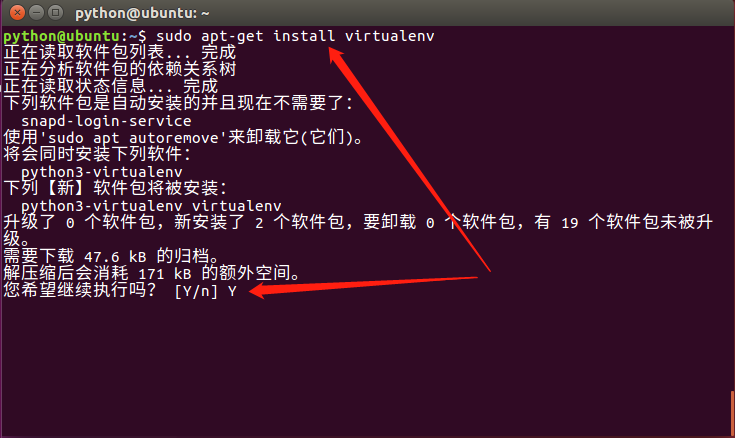 python@ubuntu: ~
python@ubuntu:~$ sudo apt-get install virtualenv
正在读取软件包列表... 完成
正在分析软件包的依赖关系树
正在读取状态信息... 完成
下列软件包是自动安装的并且现在不需要了：
snapd-login-service
使用'sudo apt autoremove'来卸载它(它们)。
将会同时安装下列软件：
python3-virtualenv
下列【新】软件包将被安装：
python3-virtualenv virtualenv
升级了 0 个软件包，新安装了 2 个软件包，要卸载 0 个软件包，有 19 个软件包未被升
级。
需要下载 47.6 kB 的归档。
解压缩后会消耗 171 kB 的额外空间。
您希望继续执行吗？ [Y/n] Y